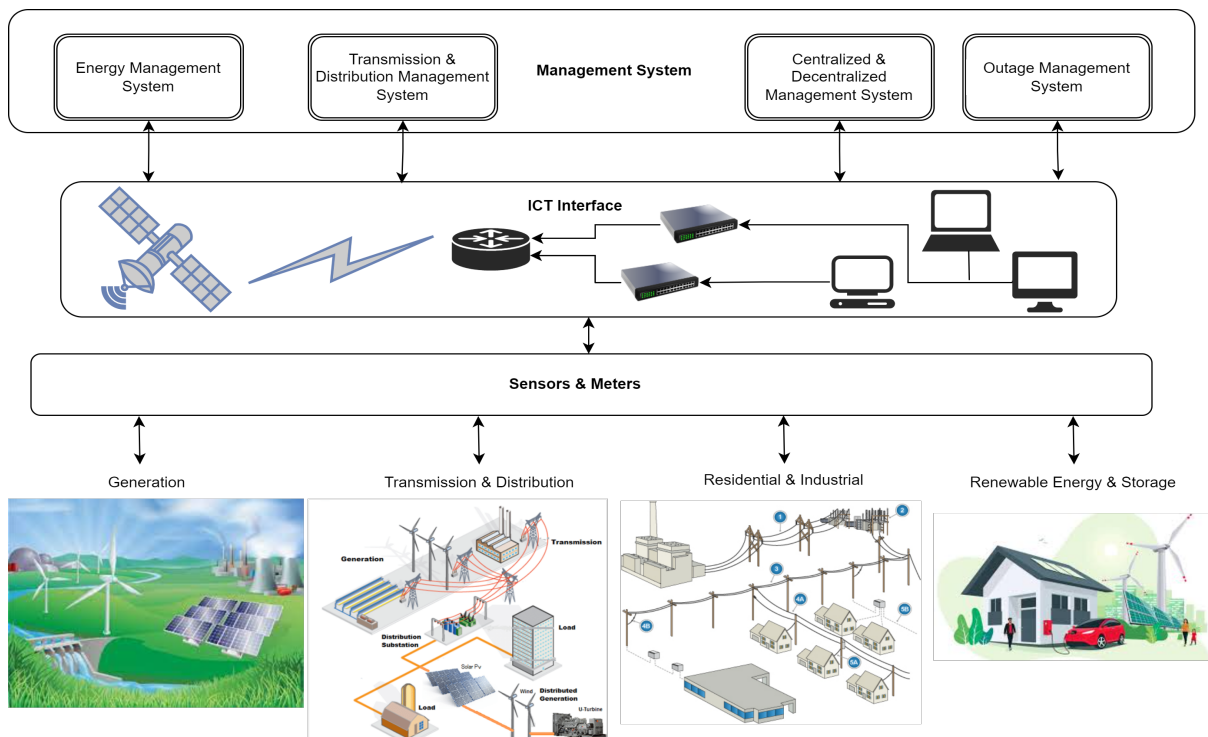 Energy Management
System
Transmission &
Distribution Management
System
Management System
Centralized &
Decentralized
Management System
Outage Management
System
ICT Interface
Sensors & Meters
Generation
Transmission & Distribution
Residential & Industrial
Renewable Energy & Storage
Generation
Transmission
Distribution
Substation
Load
Solar Pv
Wind
Distributed
Generation
U-Turbine
Load
1
2
3
4A
4B
5B
5A